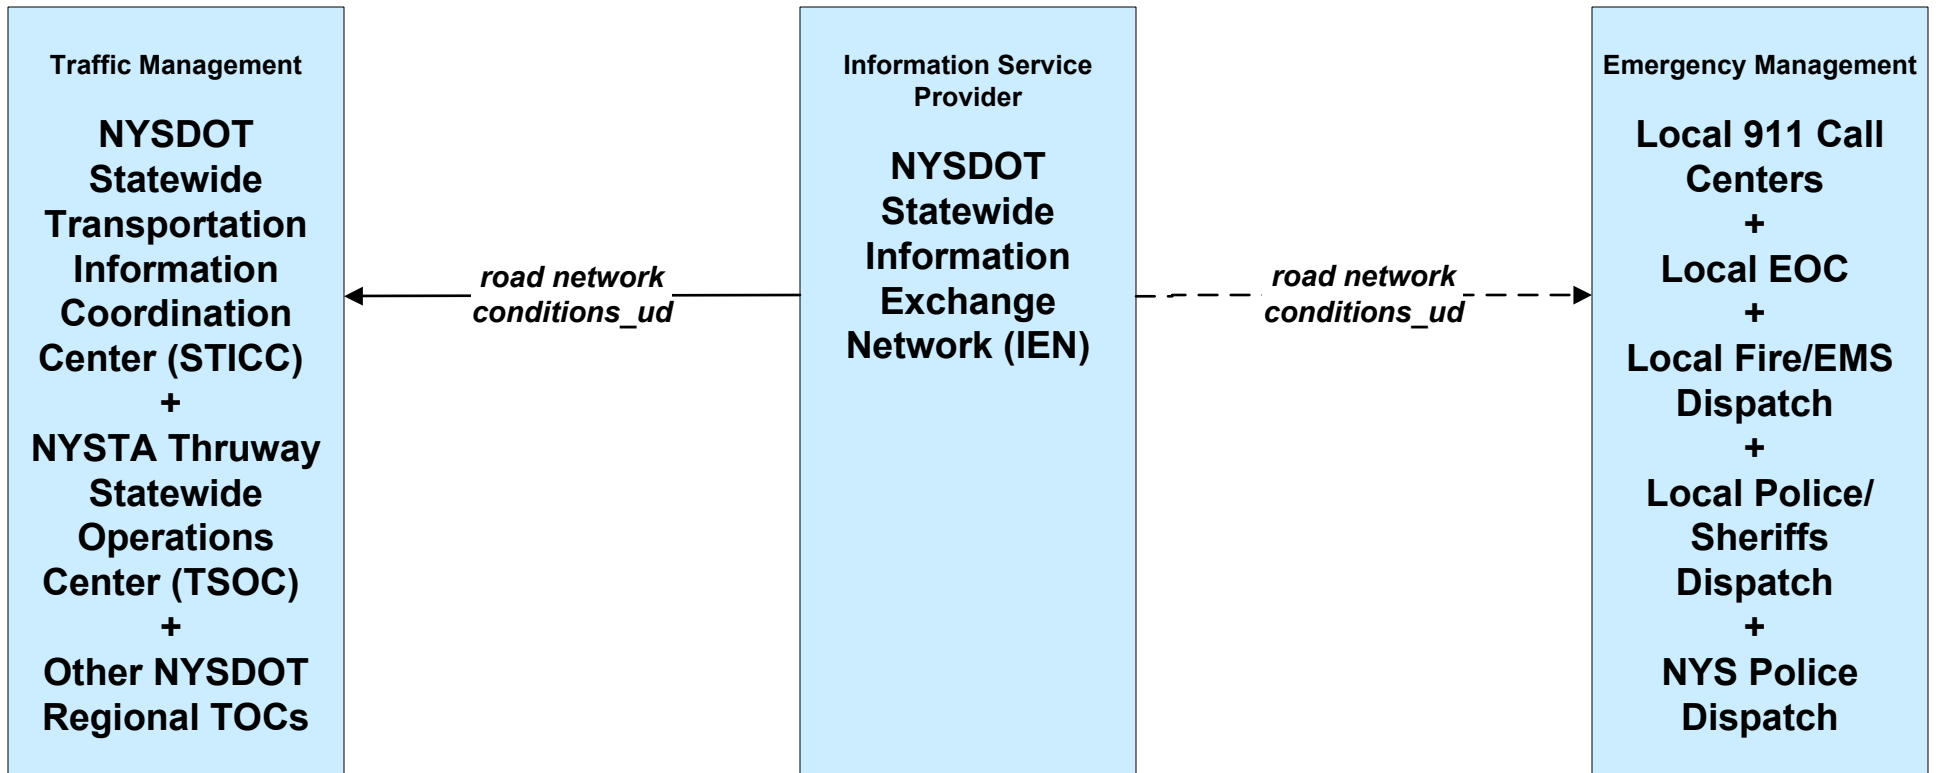 Traffic Management
NYSDOT
Statewide
Transportation
Information
Coordination
Center (STICC)
+
NYSTA Thruway
Statewide
Operations
Center (TSOC)
+
Other NYSDOT
Regional TOCs
road network
conditions_ud
Information Service
Provider
NYSDOT
Statewide
Information
Exchange
Network (IEN)
road network
conditions_ud
Emergency Management
Local 911 Call
Centers
+
Local EOC
+
Local Fire/EMS
Dispatch
+
Local Police/
Sheriffs
Dispatch
+
NYS Police
Dispatch